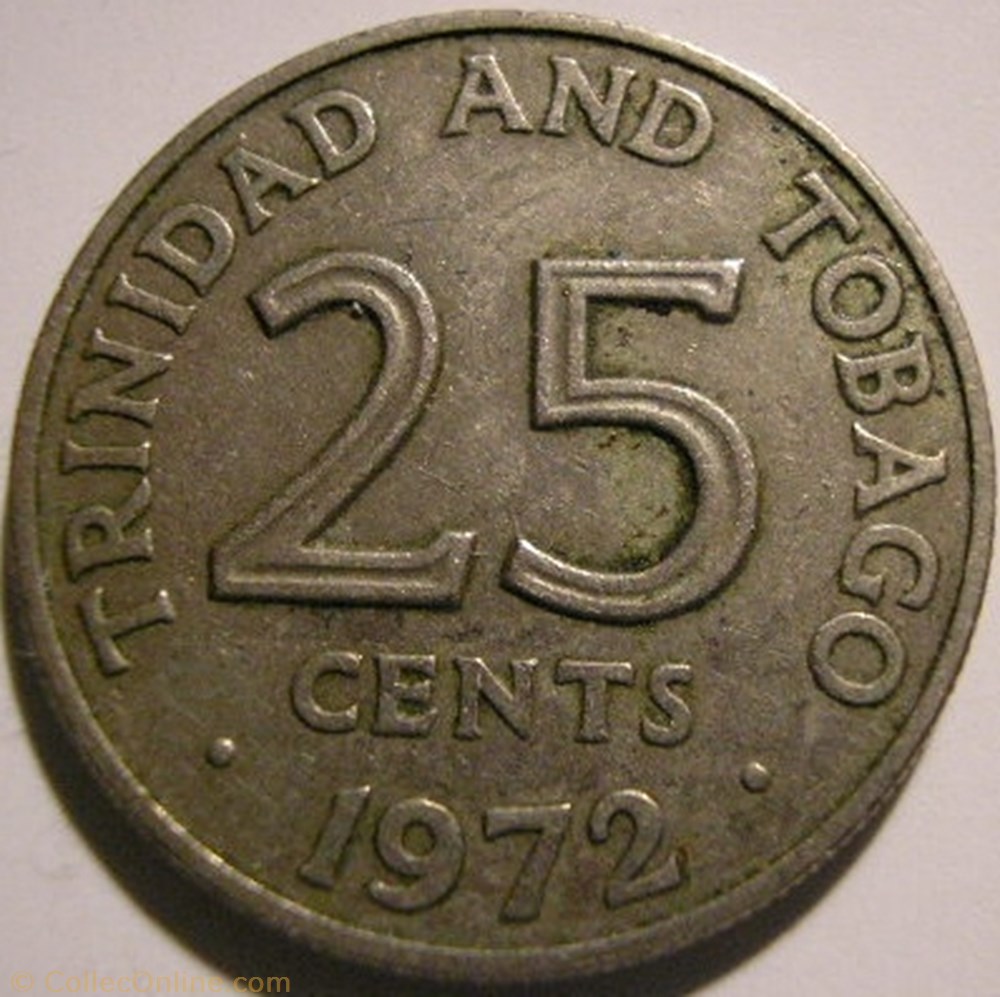 TRINIDAD AND TOBAGO
25
CENTS
• 1972 •
© CollecOnline.com